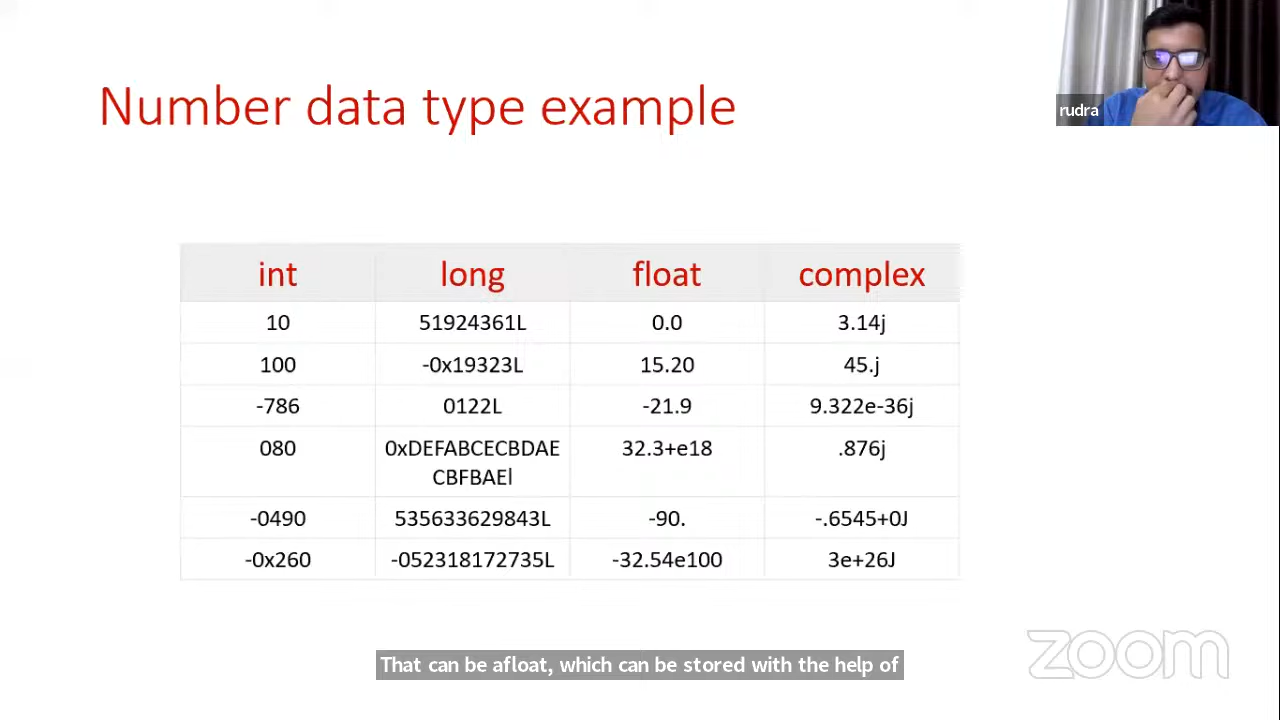 rudra
Number data type example
int long float complex
10 51924361L 0.0 3.14j
100 -0x19323L 15.20 45.j
-786 0122L -21.9 9.322e-36j
080 0xDEFABCECBDAE 32.3+e18 .876j
CBFBAEl
-0490 535633629843L -90. -.6545+0J
-0x260 -052318172735L -32.54e100 3e+26J
That can be afloat, which can be stored with the help of
zoom